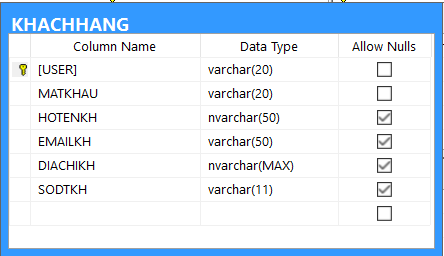 KHACHHANG
Column Name Data Type Allow Nulls
[USER] varchar(20)
MATKHAU varchar(20)
HOTENKH nvarchar(50)
EMAILKH varchar(50)
DIACHIKH nvarchar(MAX)
SODTKH varchar(11)